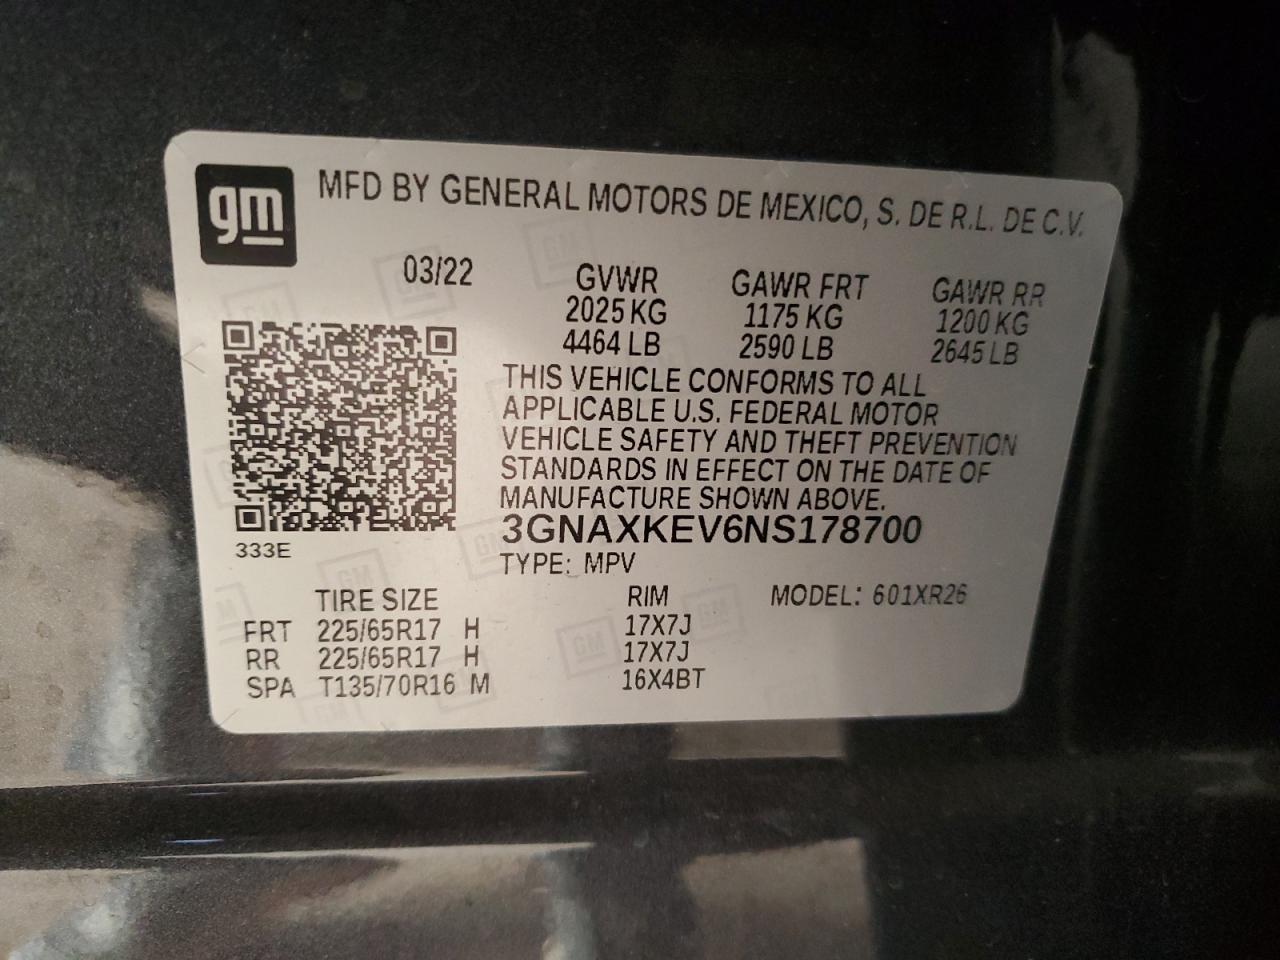 gm MFD BY GENERAL MOTORS DE MEXICO, S. DE R.L. DE C.V.
03/22 GVWR GAWR FRT GAWR RR
2025 KG 1175 KG 1200 KG
4464 LB 2590 LB 2645 LB
THIS VEHICLE CONFORMS TO ALL
APPLICABLE U.S. FEDERAL MOTOR
VEHICLE SAFETY AND THEFT PREVENTION
STANDARDS IN EFFECT ON THE DATE OF
MANUFACTURE SHOWN ABOVE.
3GNAXKEV6NS178700
333E
TYPE: MPV
TIRE SIZE RIM MODEL: 601XR26
FRT 225/65R17 H 17X7J
RR 225/65R17 H 17X7J
SPA T135/70R16 M 16X4BT